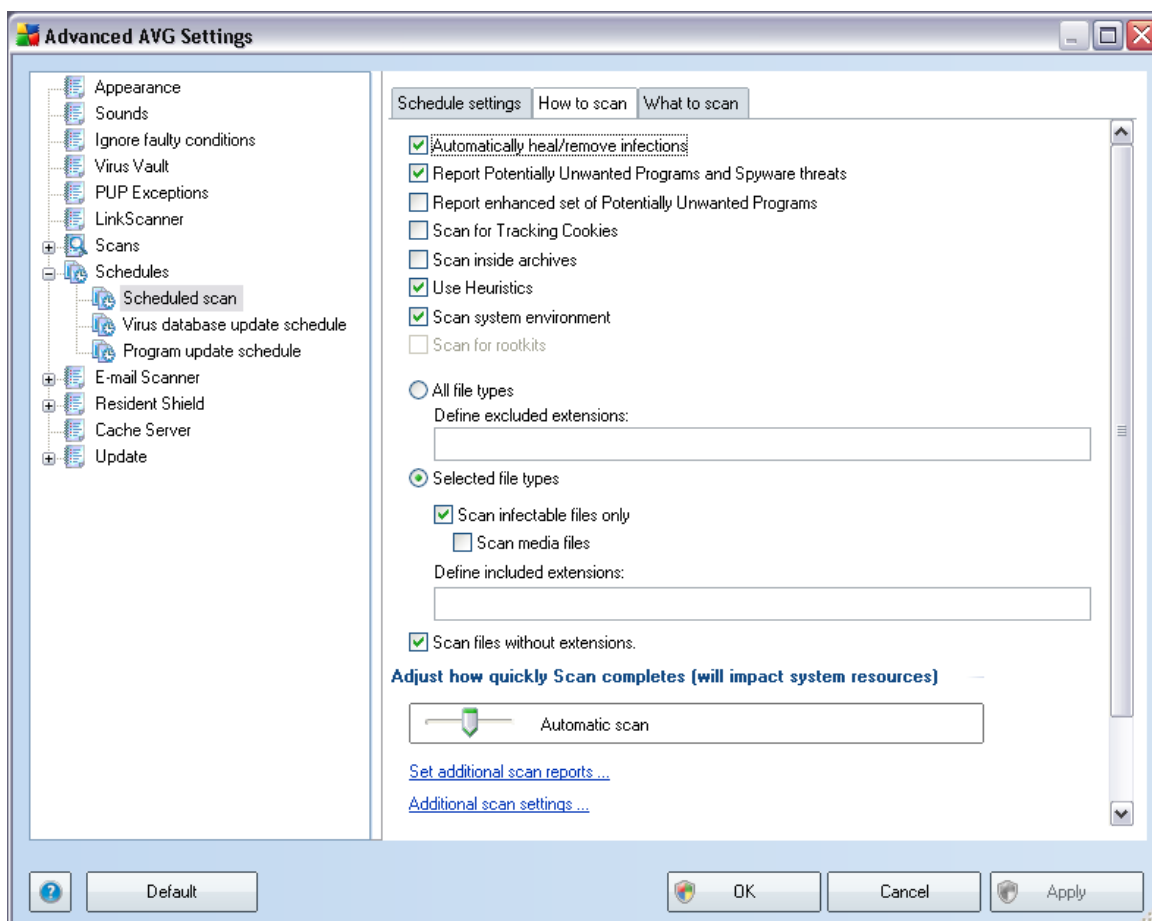 Advanced AVG Settings
Appearance
Sounds
Ignore faulty conditions
Virus Vault
PUP Exceptions
LinkScanner
Scans
Schedules
Scheduled scan
Virus database update schedule
Program update schedule
E-mail Scanner
Resident Shield
Cache Server
Update
Schedule settings
How to scan
What to scan
Automatically heal/remove infections
Report Potentially Unwanted Programs and Spyware threats
Report enhanced set of Potentially Unwanted Programs
Scan for Tracking Cookies
Scan inside archives
Use Heuristics
Scan system environment
Scan for rootkits
All file types
Define excluded extensions:
Selected file types
Scan infectable files only
Scan media files
Define included extensions:
Scan files without extensions.
Adjust how quickly Scan completes (will impact system resources)
Automatic scan
Set additional scan reports ...
Additional scan settings ...
Default
OK
Cancel
Apply